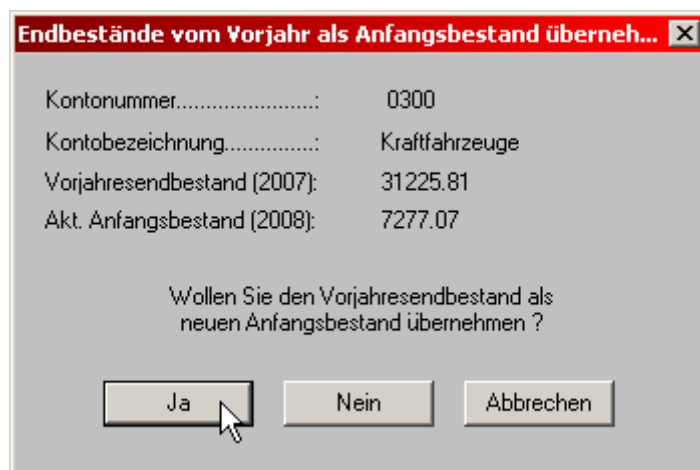 Endbestände vom Vorjahr als Anfangsbestand überneh...
Kontonummer.......................: 0300
Kontobezeichnung...............: Kraftfahrzeuge
Vorjahresendbestand (2007): 31225.81
Akt. Anfangsbestand (2008): 7277.07
Wollen Sie den Vorjahresendbestand als
neuen Anfangsbestand übernehmen ?
Ja Nein Abbrechen